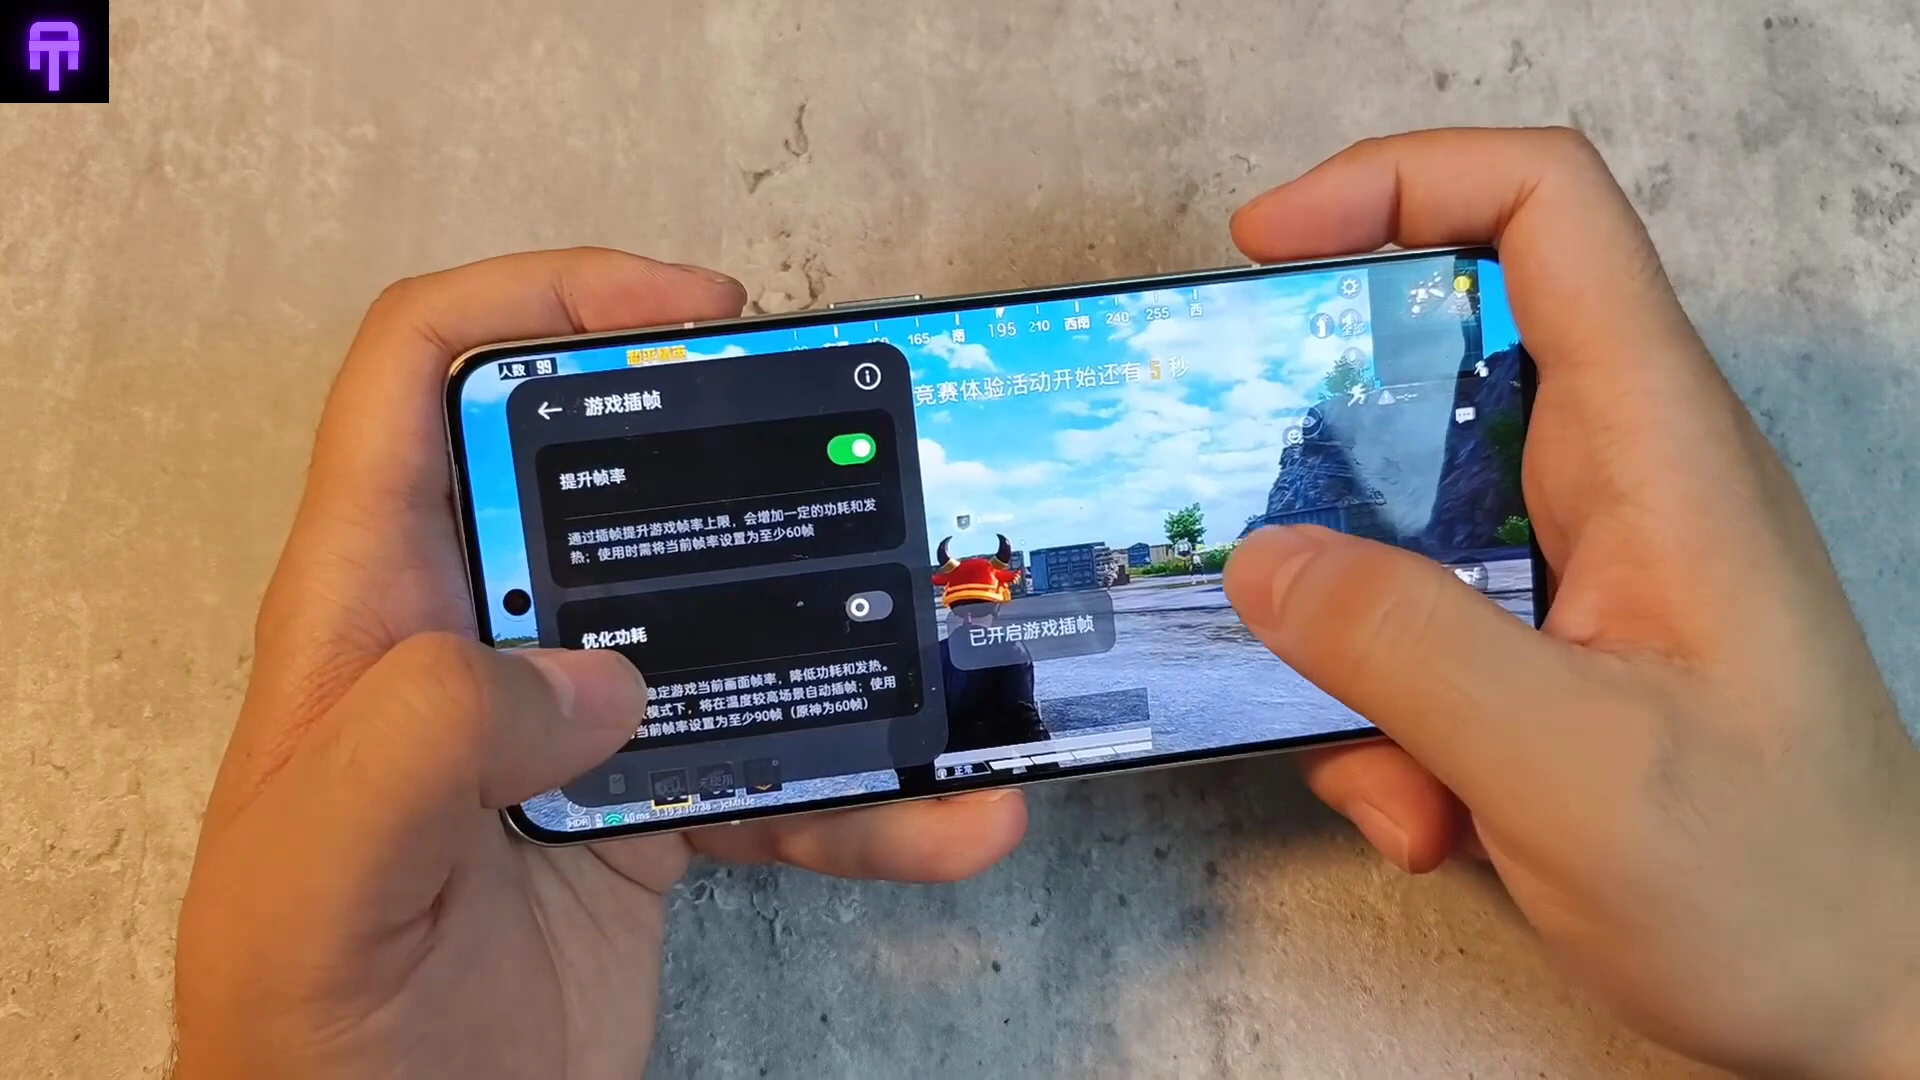 人数 99
165 南 195 210 西南 240 255 西
竞赛体验活动开始还有 5 秒
游戏插帧
提升帧率
通过插帧提升游戏帧率上限，会增加一定的功耗和发
热；使用时需将当前帧率设置为至少60帧
优化功耗
稳定游戏当前画面帧率，降低功耗和发热。
模式下，将在温度较高场景自动插帧；使用
当前帧率设置为至少90帧（原神为60帧）
已开启游戏插帧
未使用
正常
HDR 40ms